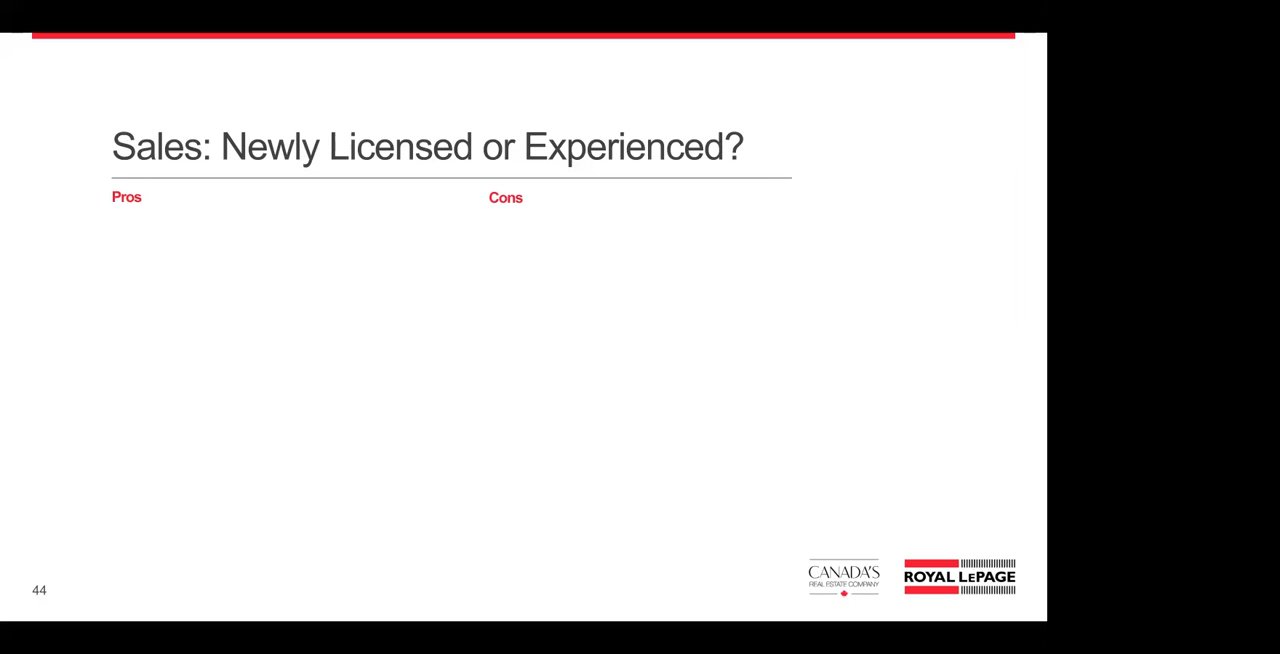 Sales: Newly Licensed or Experienced?
Pros
Cons
44
CANADA'S
REAL ESTATE COMPANY
ROYAL LEPAGE